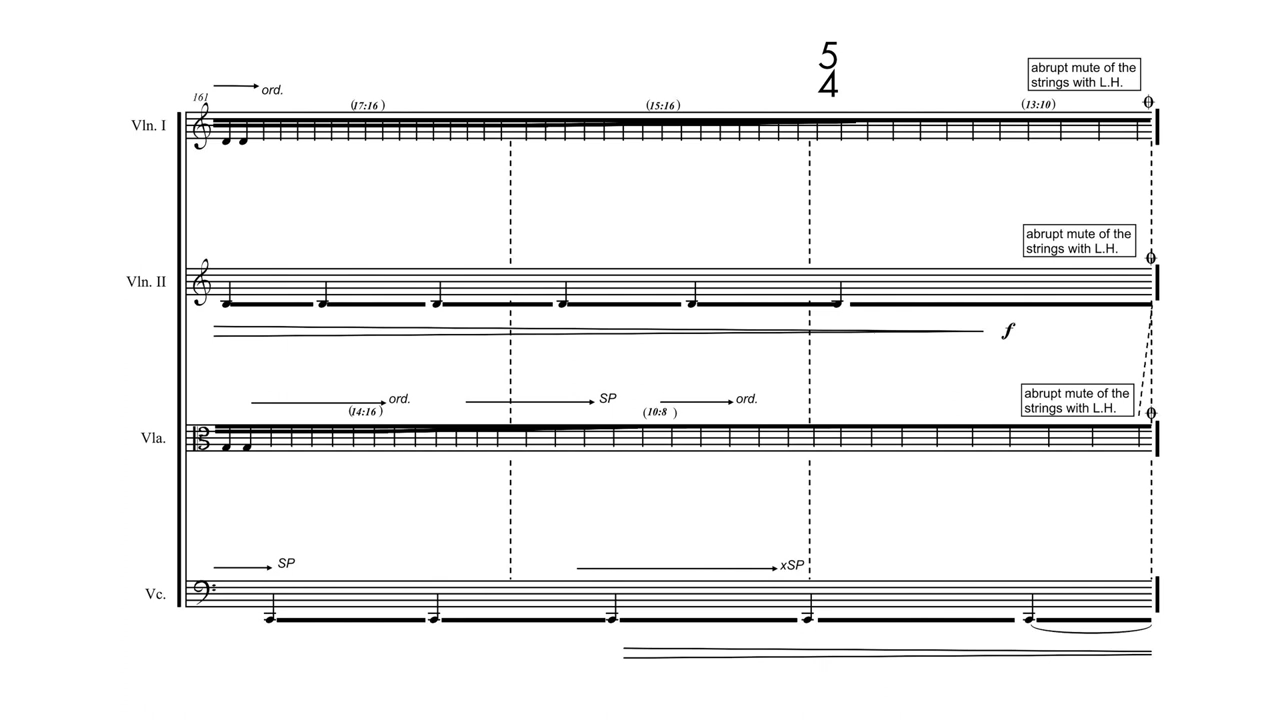 5
4
abrupt mute of the
strings with L.H.
161
ord.
(17:16)
(15:16)
(13:10)
Vln. I
abrupt mute of the
strings with L.H.
Vln. II
f
abrupt mute of the
strings with L.H.
ord.
SP
ord.
(14:16)
(10:8 )
Vla.
SP
xSP
Vc.